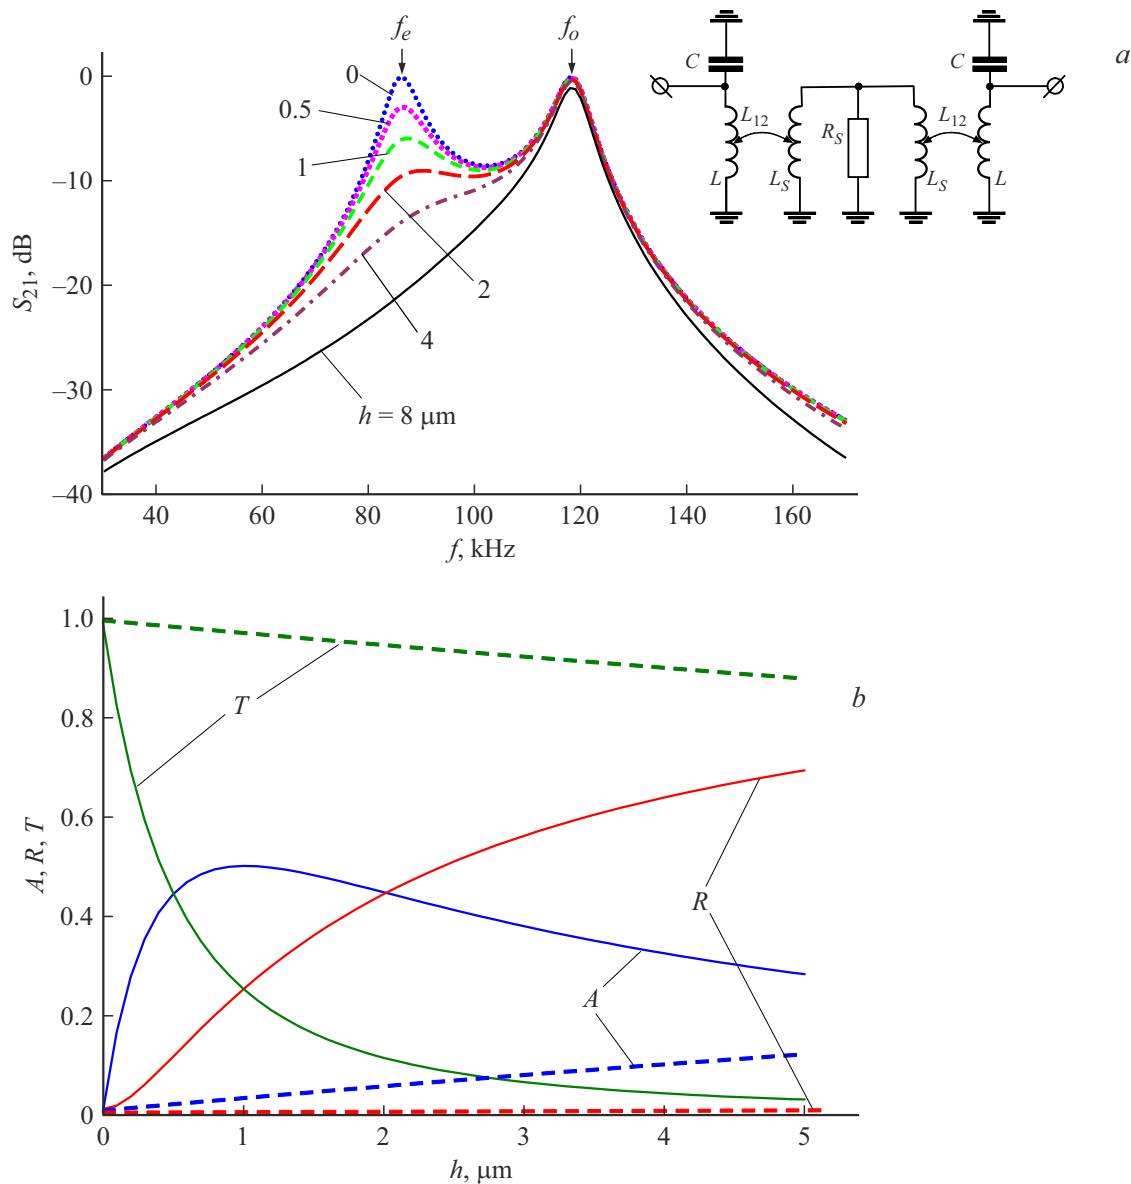 f_e f_o
a
C C
0
0
0.5
L_12 R_S L_12
1
–10
L L_S L_S L
S_21, dB
–20
2
4
–30
h = 8 μm
–40
40 60 80 100 120 140 160
f, kHz
1.0
b
T
0.8
0.6
A, R, T
R
0.4
A
0.2
0
0 1 2 3 4 5
h, μm